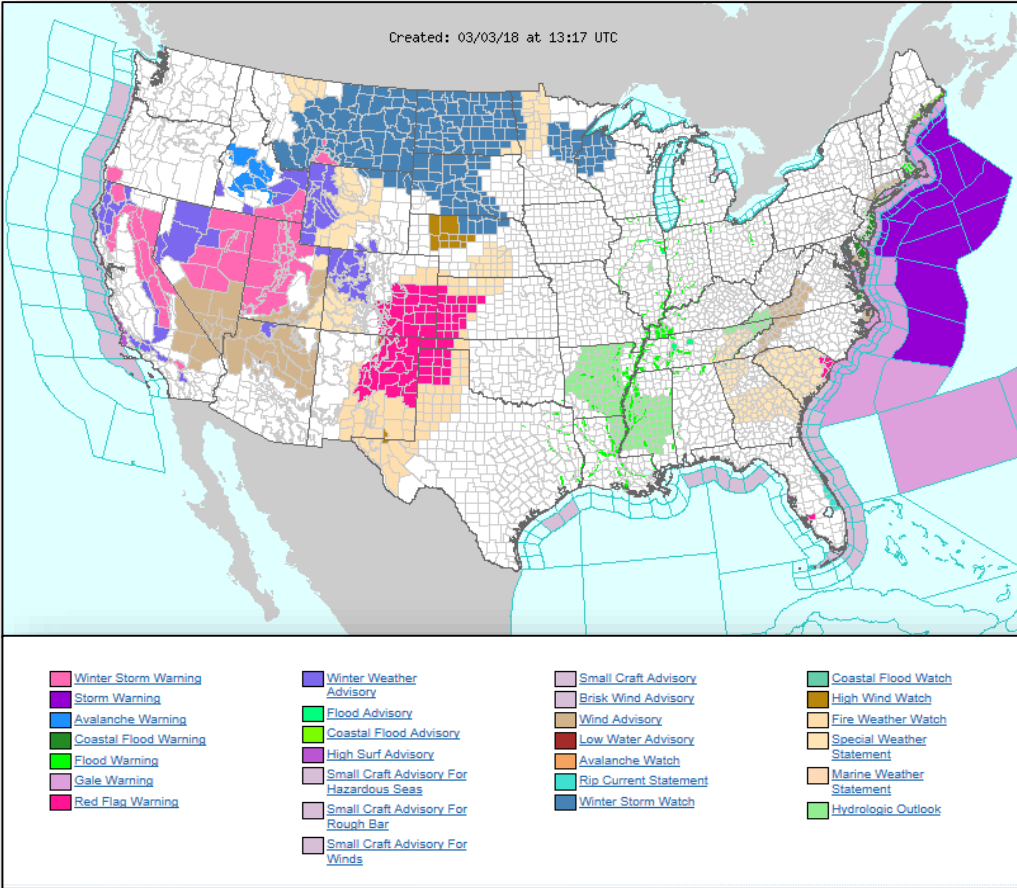 Created: 03/03/18 at 13:17 UTC
Winter Storm Warning
Storm Warning
Avalanche Warning
Coastal Flood Warning
Flood Warning
Gale Warning
Red Flag Warning
Winter Weather
Advisory
Flood Advisory
Coastal Flood Advisory
High Surf Advisory
Small Craft Advisory For
Hazardous Seas
Small Craft Advisory For
Rough Bar
Small Craft Advisory For
Winds
Small Craft Advisory
Brisk Wind Advisory
Wind Advisory
Low Water Advisory
Avalanche Watch
Rip Current Statement
Winter Storm Watch
Coastal Flood Watch
High Wind Watch
Fire Weather Watch
Special Weather
Statement
Marine Weather
Statement
Hydrologic Outlook